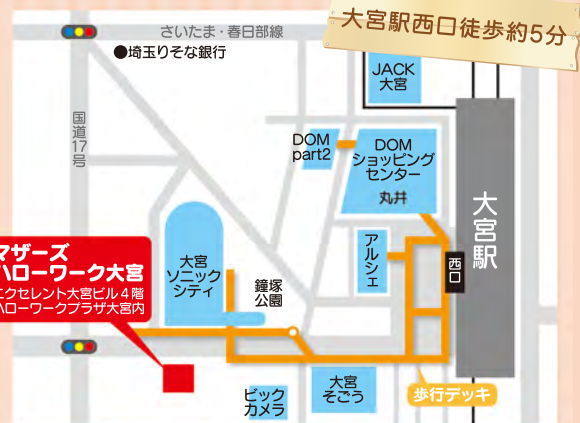 大宮駅西口徒歩約5分
さいたま・春日部線
●埼玉りそな銀行
JACK
大宮
国道17号
DOM
part2
DOM
ショッピング
センター
丸井
大宮駅
西口
アルシェ
マザーズ
ハローワーク大宮
エクセレント大宮ビル4階
ハローワークプラザ大宮内
大宮
ソニック
シティ
鐘塚
公園
歩行デッキ
大宮
そごう
ビック
カメラ